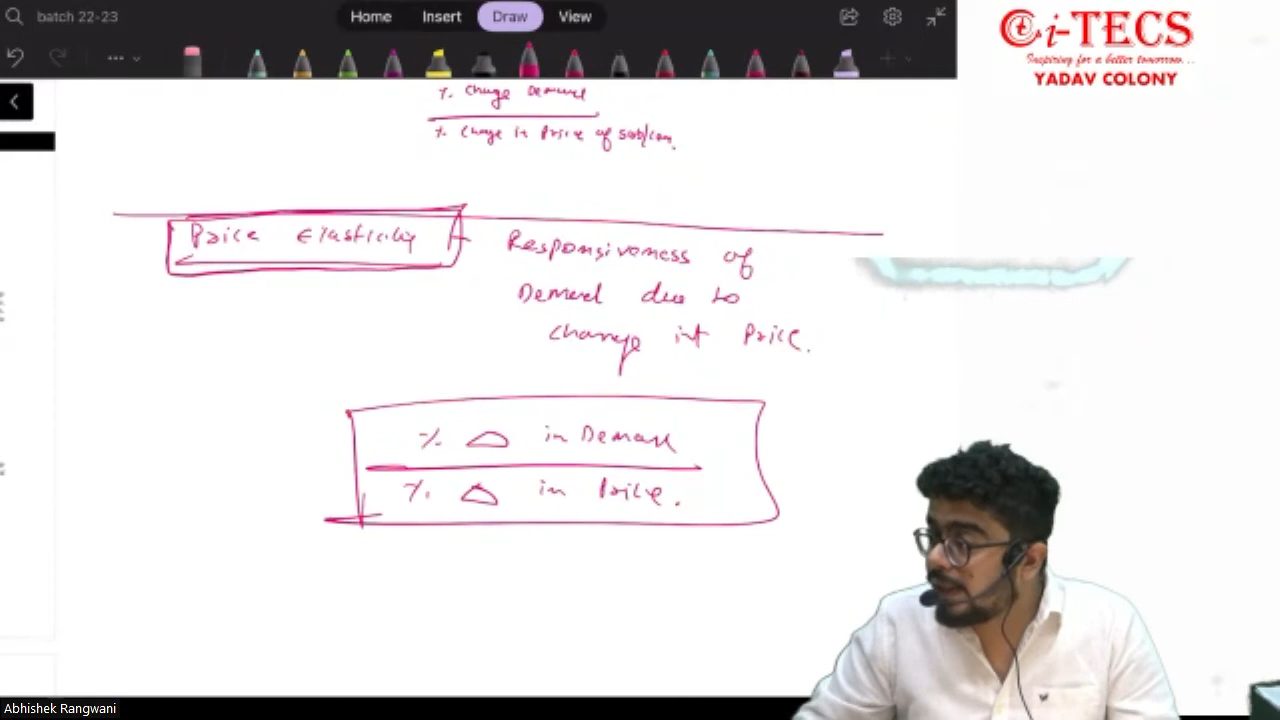 batch 22-23
Home Insert Draw View
i-TECS
Inspiring for a better tomorrow...
YADAV COLONY
%. Change Demand
%. Change in Price of sub/com.
Price Elasticity - Responsiveness of
Demand due to
change in Price.
%. △ in Demand
%. △ in Price.
Abhishek Rangwani